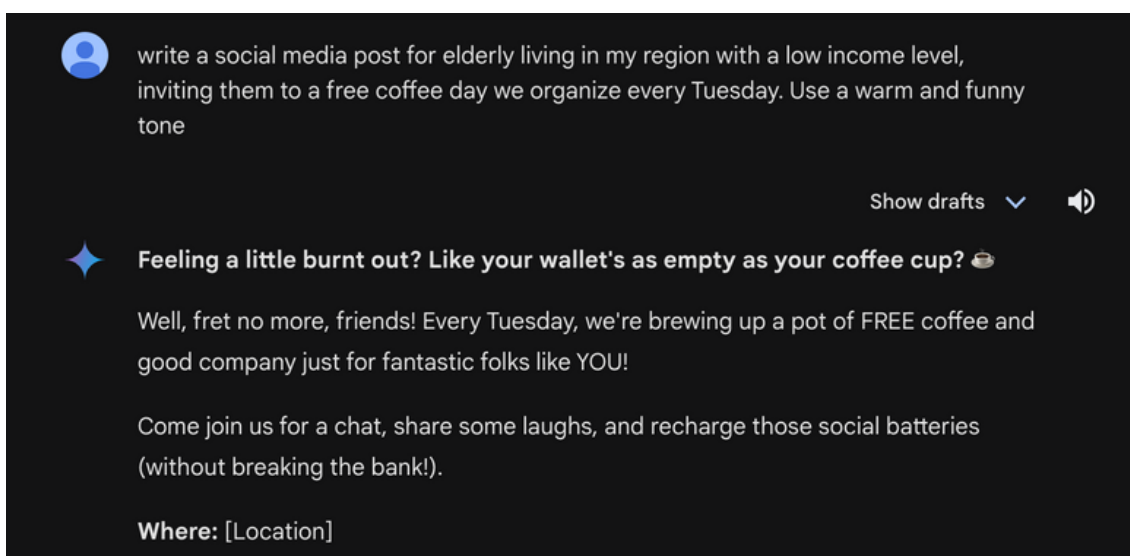 write a social media post for elderly living in my region with a low income level,
inviting them to a free coffee day we organize every Tuesday. Use a warm and funny
tone
Show drafts
Feeling a little burnt out? Like your wallet's as empty as your coffee cup? ☕
Well, fret no more, friends! Every Tuesday, we're brewing up a pot of FREE coffee and
good company just for fantastic folks like YOU!
Come join us for a chat, share some laughs, and recharge those social batteries
(without breaking the bank!).
Where: [Location]